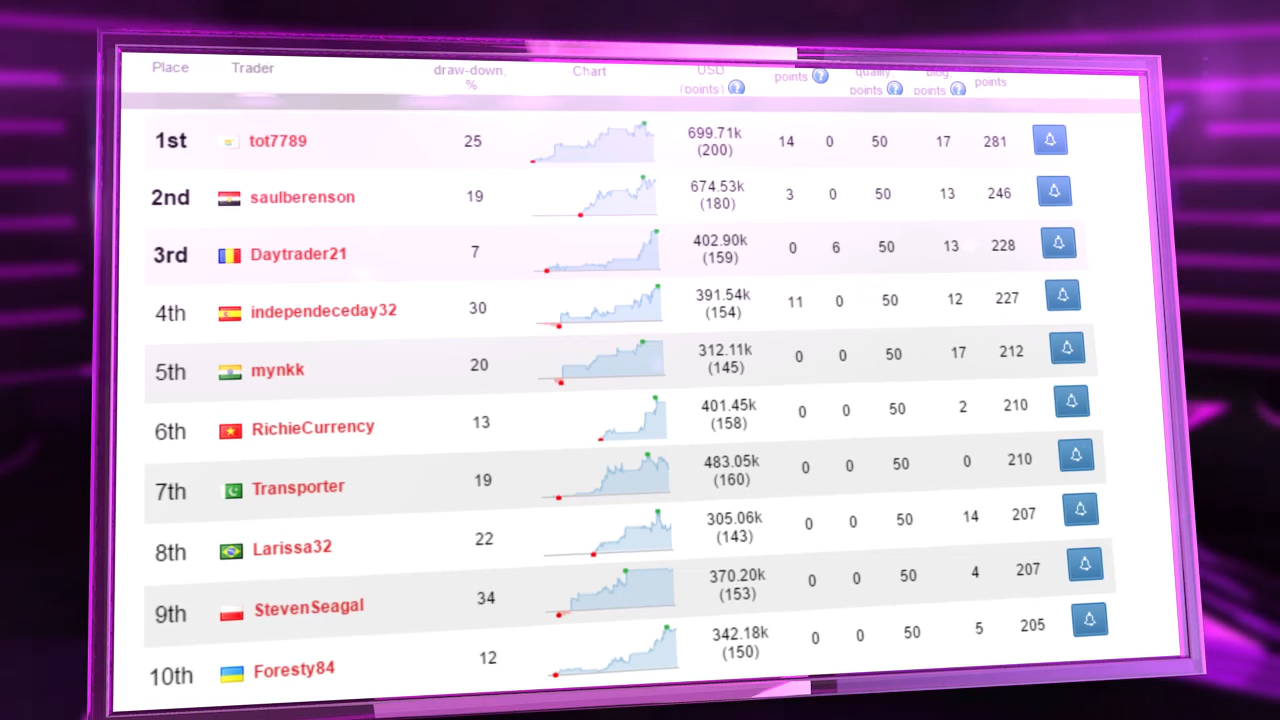 Place Trader draw-down, % Chart USD (points) points quality points blog points points
1st tot7789 25 699.71k (200) 14 0 50 17 281
2nd saulberenson 19 674.53k (180) 3 0 50 13 246
3rd Daytrader21 7 402.90k (159) 0 6 50 13 228
4th independeceday32 30 391.54k (154) 11 0 50 12 227
5th mynkk 20 312.11k (145) 0 0 50 17 212
6th RichieCurrency 13 401.45k (158) 0 0 50 2 210
7th Transporter 19 483.05k (160) 0 0 50 0 210
8th Larissa32 22 305.06k (143) 0 0 50 14 207
9th StevenSeagal 34 370.20k (153) 0 0 50 4 207
10th Foresty84 12 342.18k (150) 0 0 50 5 205